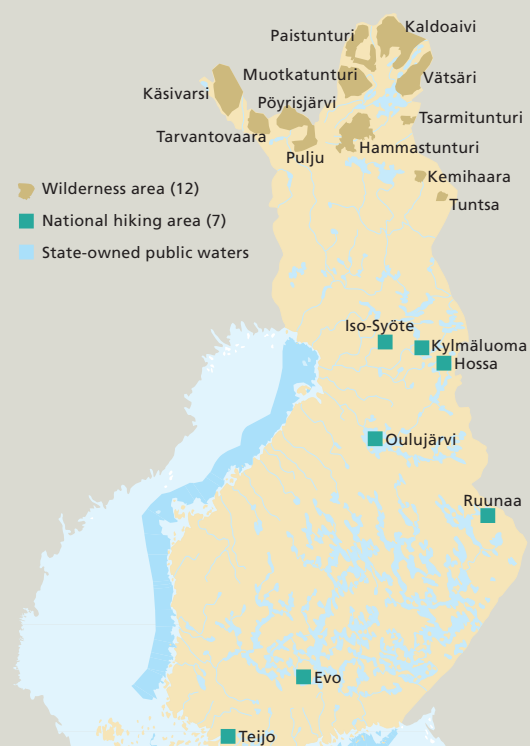 Kaldoaivi
Paistunturi
Muotkatunturi
Vätsäri
Käsivarsi
Pöyrisjärvi
Tsarmitunturi
Tarvantovaara
Hammastunturi
Pulju
Kemihaara
Wilderness area (12)
Tuntsa
National hiking area (7)
State-owned public waters
Iso-Syöte
Kylmäluoma
Hossa
Oulujärvi
Ruunaa
Evo
Teijo